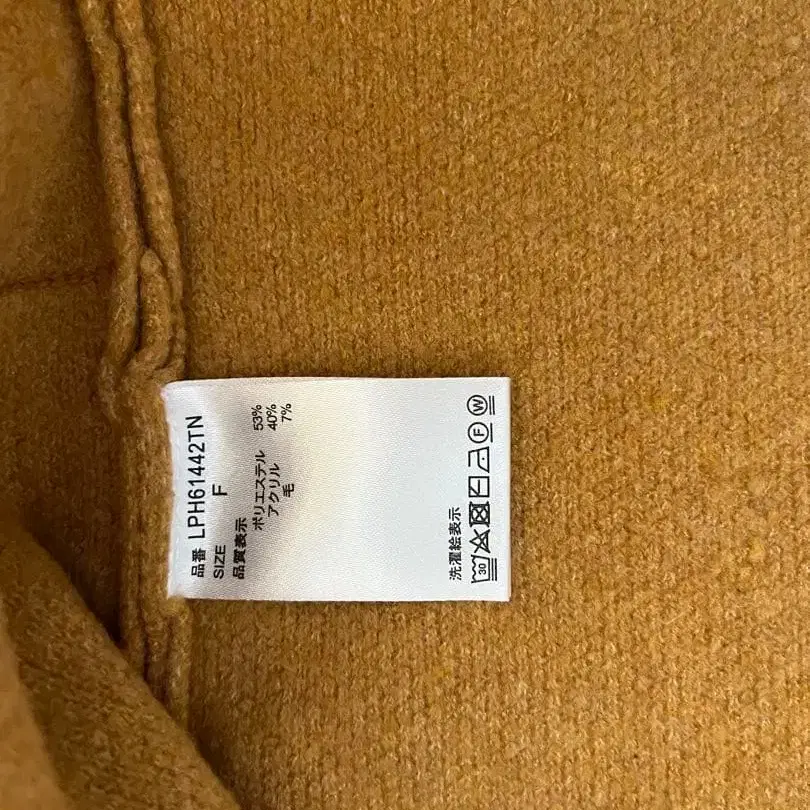 品番 LPH61442TN
SIZE F
品質表示
ポリエステル 53%
アクリル 40%
毛 7%
洗濯絵表示
30 F W